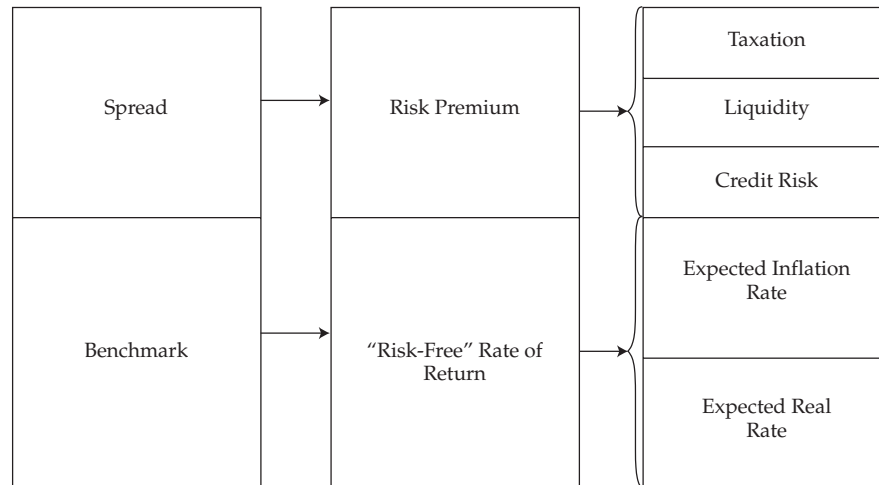 Spread
Risk Premium
Taxation
Liquidity
Credit Risk
Benchmark
“Risk-Free” Rate of
Return
Expected Inflation
Rate
Expected Real
Rate